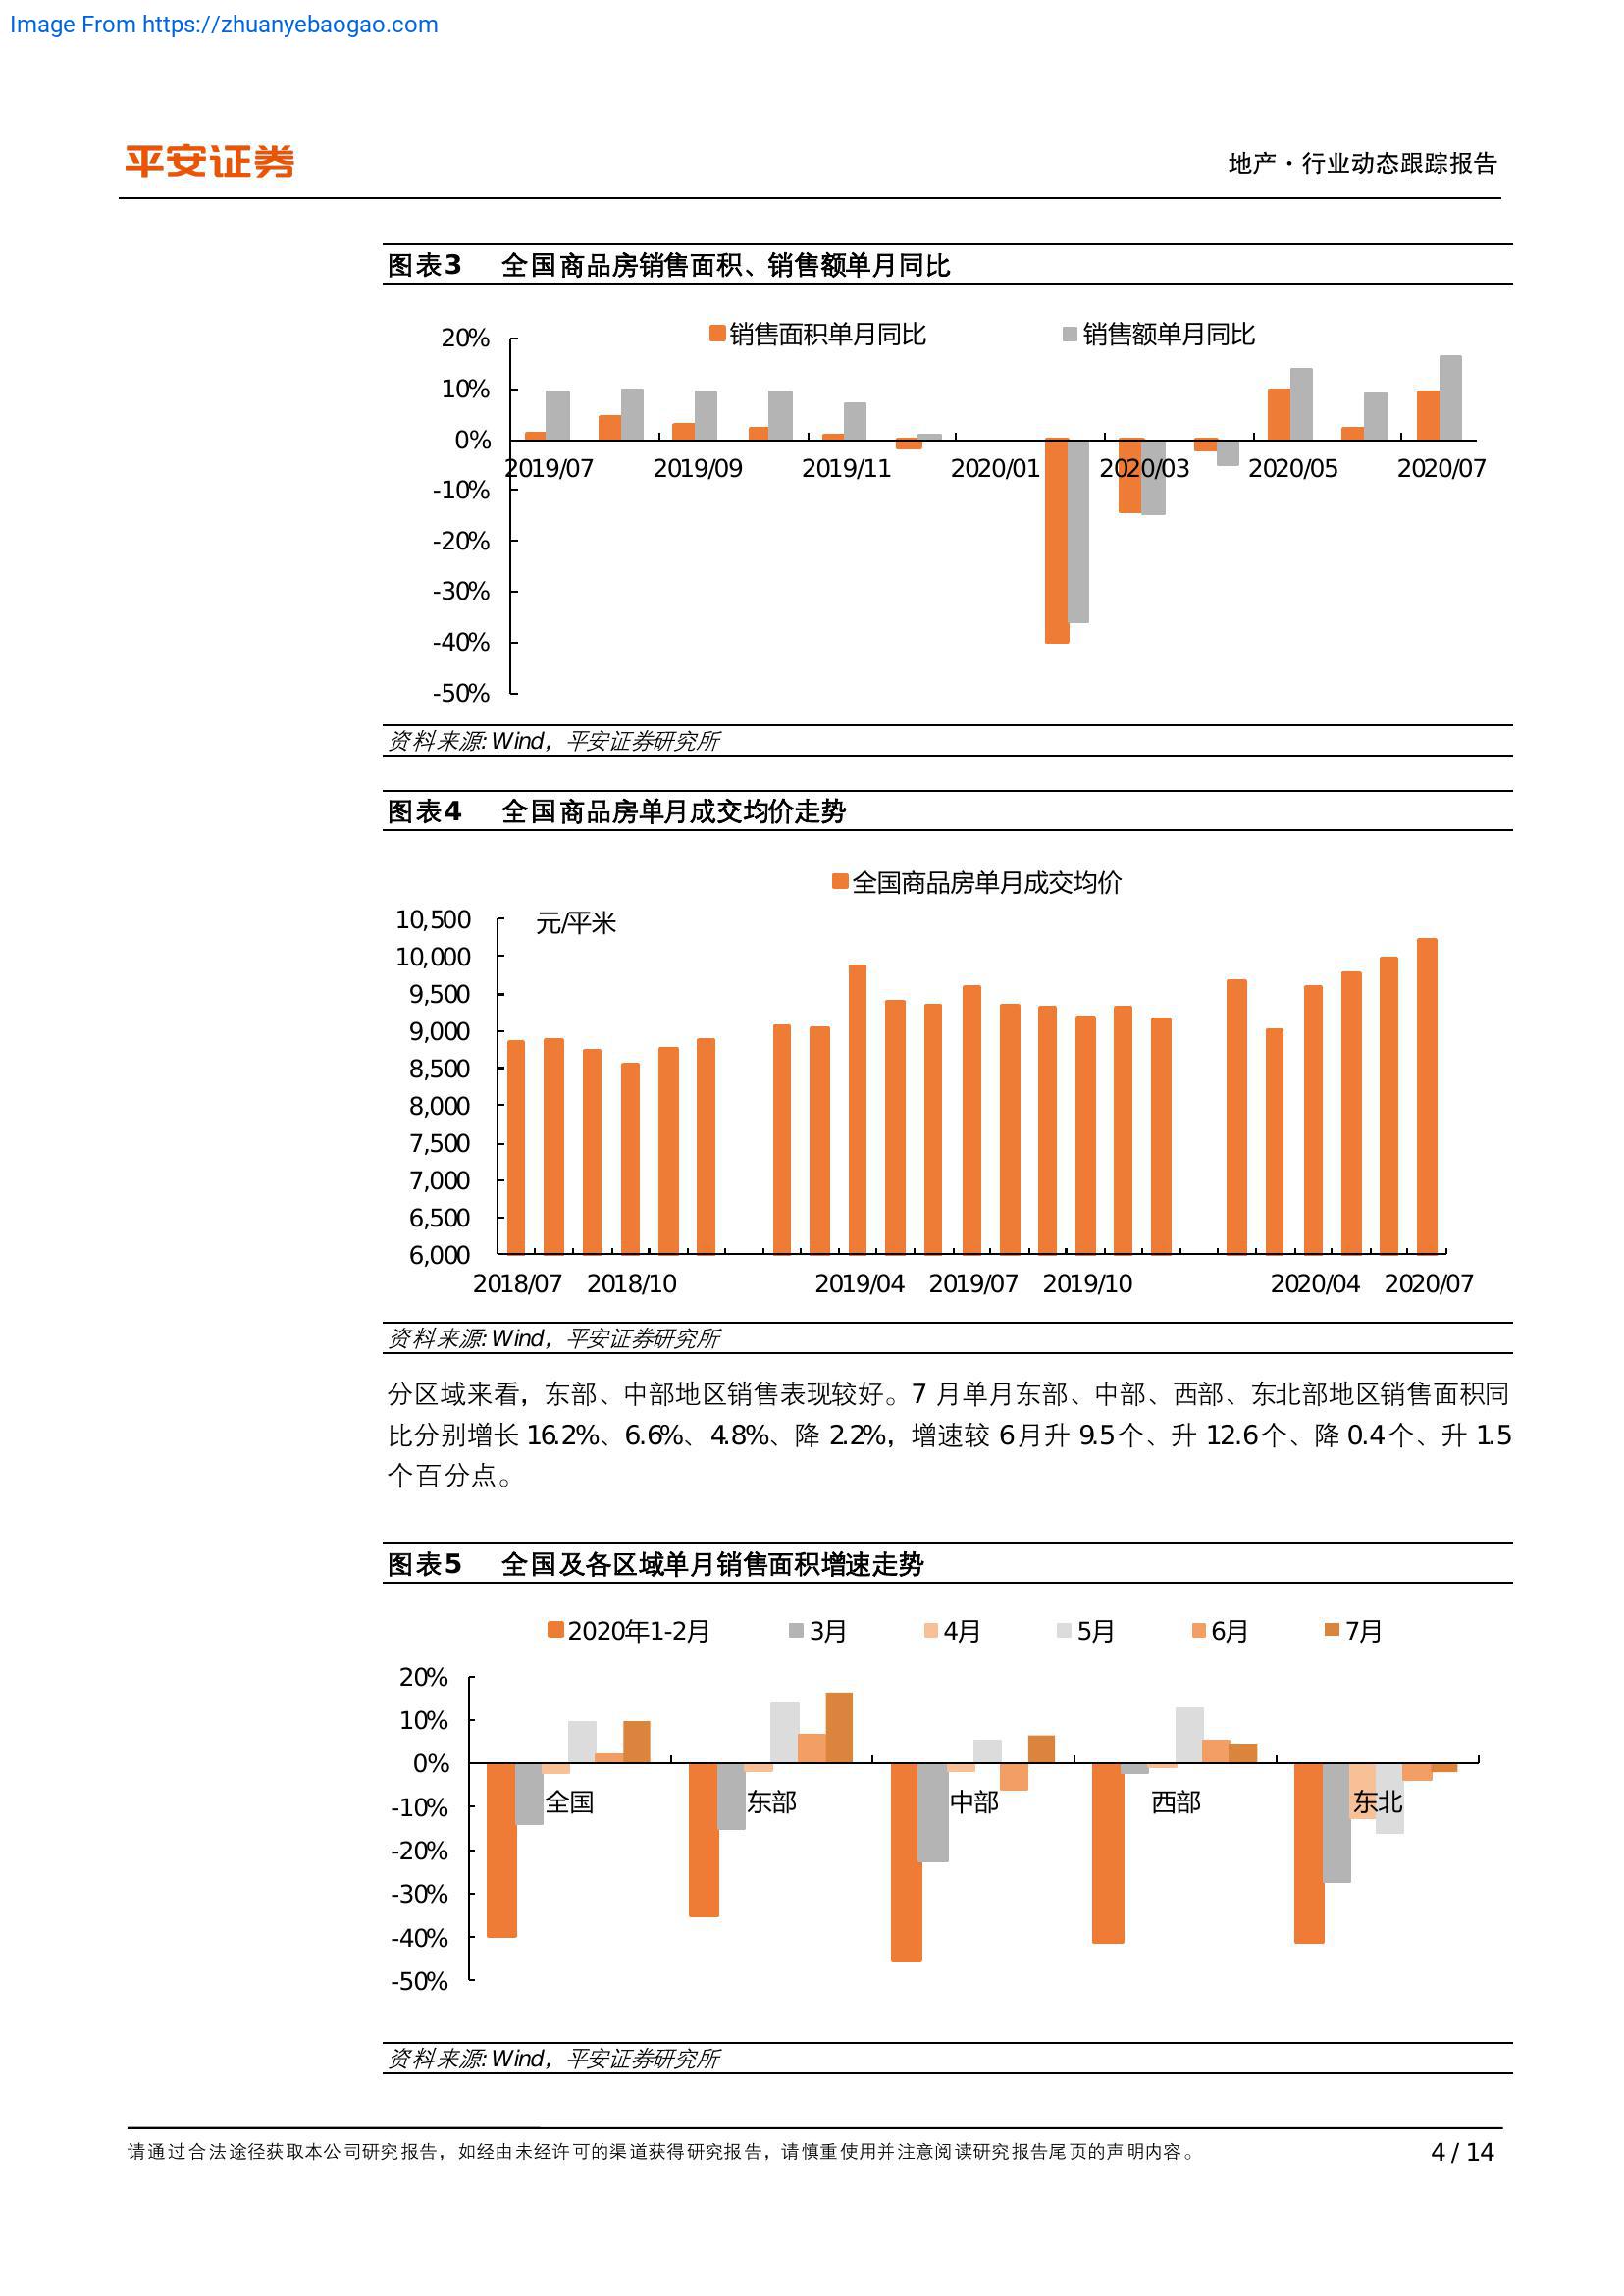 Image From https://zhuanyebaogao.com
平安证券
地产·行业动态跟踪报告
图表3 全国商品房销售面积、销售额单月同比
销售面积单月同比 销售额单月同比
20%
10%
0%
2019/07 2019/09 2019/11 2020/01 2020/03 2020/05 2020/07
-10%
-20%
-30%
-40%
-50%
资料来源: Wind，平安证券研究所
图表4 全国商品房单月成交均价走势
全国商品房单月成交均价
10,500 元/平米
10,000
9,500
9,000
8,500
8,000
7,500
7,000
6,500
6,000
2018/07 2018/10 2019/04 2019/07 2019/10 2020/04 2020/07
资料来源: Wind，平安证券研究所
分区域来看，东部、中部地区销售表现较好。7 月单月东部、中部、西部、东北部地区销售面积同
比分别增长 16.2%、6.6%、4.8%、降 2.2%，增速较 6 月升 9.5 个、升 12.6 个、降 0.4 个、升 1.5
个百分点。
图表5 全国及各区域单月销售面积增速走势
2020年1-2月 3月 4月 5月 6月 7月
20%
10%
0%
-10% 全国 东部 中部 西部 东北
-20%
-30%
-40%
-50%
资料来源: Wind，平安证券研究所
请通过合法途径获取本公司研究报告，如经由未经许可的渠道获得研究报告，请慎重使用并注意阅读研究报告尾页的声明内容。 4 / 14